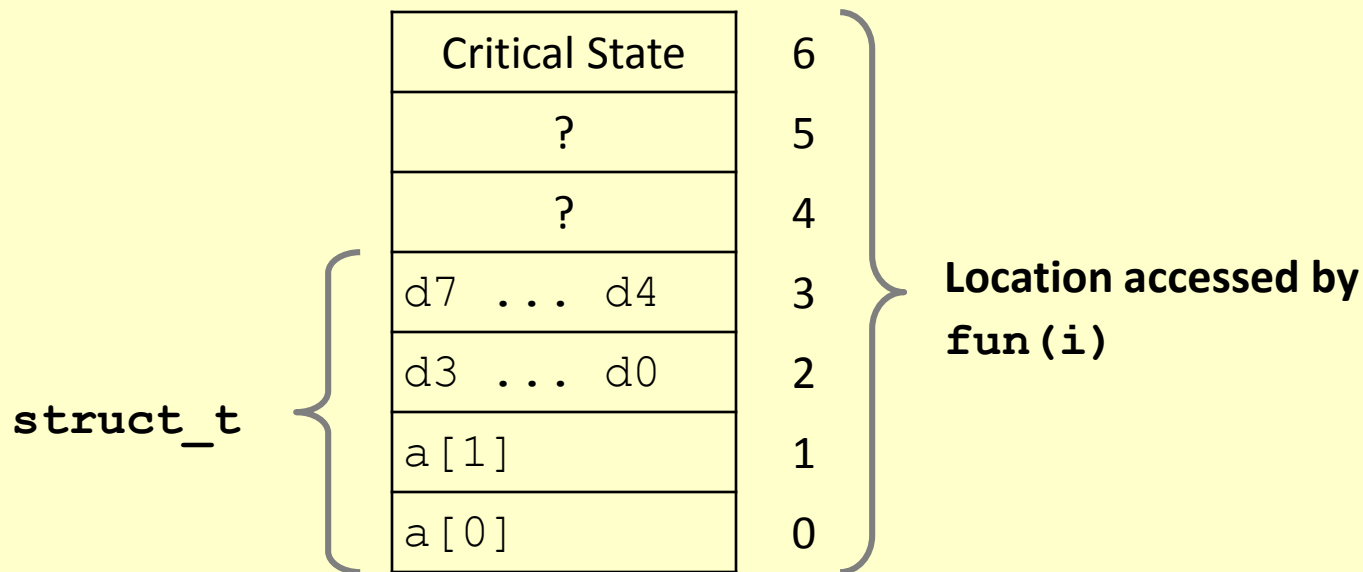 Critical State 6
? 5
? 4
d7 ... d4 3
d3 ... d0 2
a[1] 1
a[0] 0
struct_t
Location accessed by
fun(i)